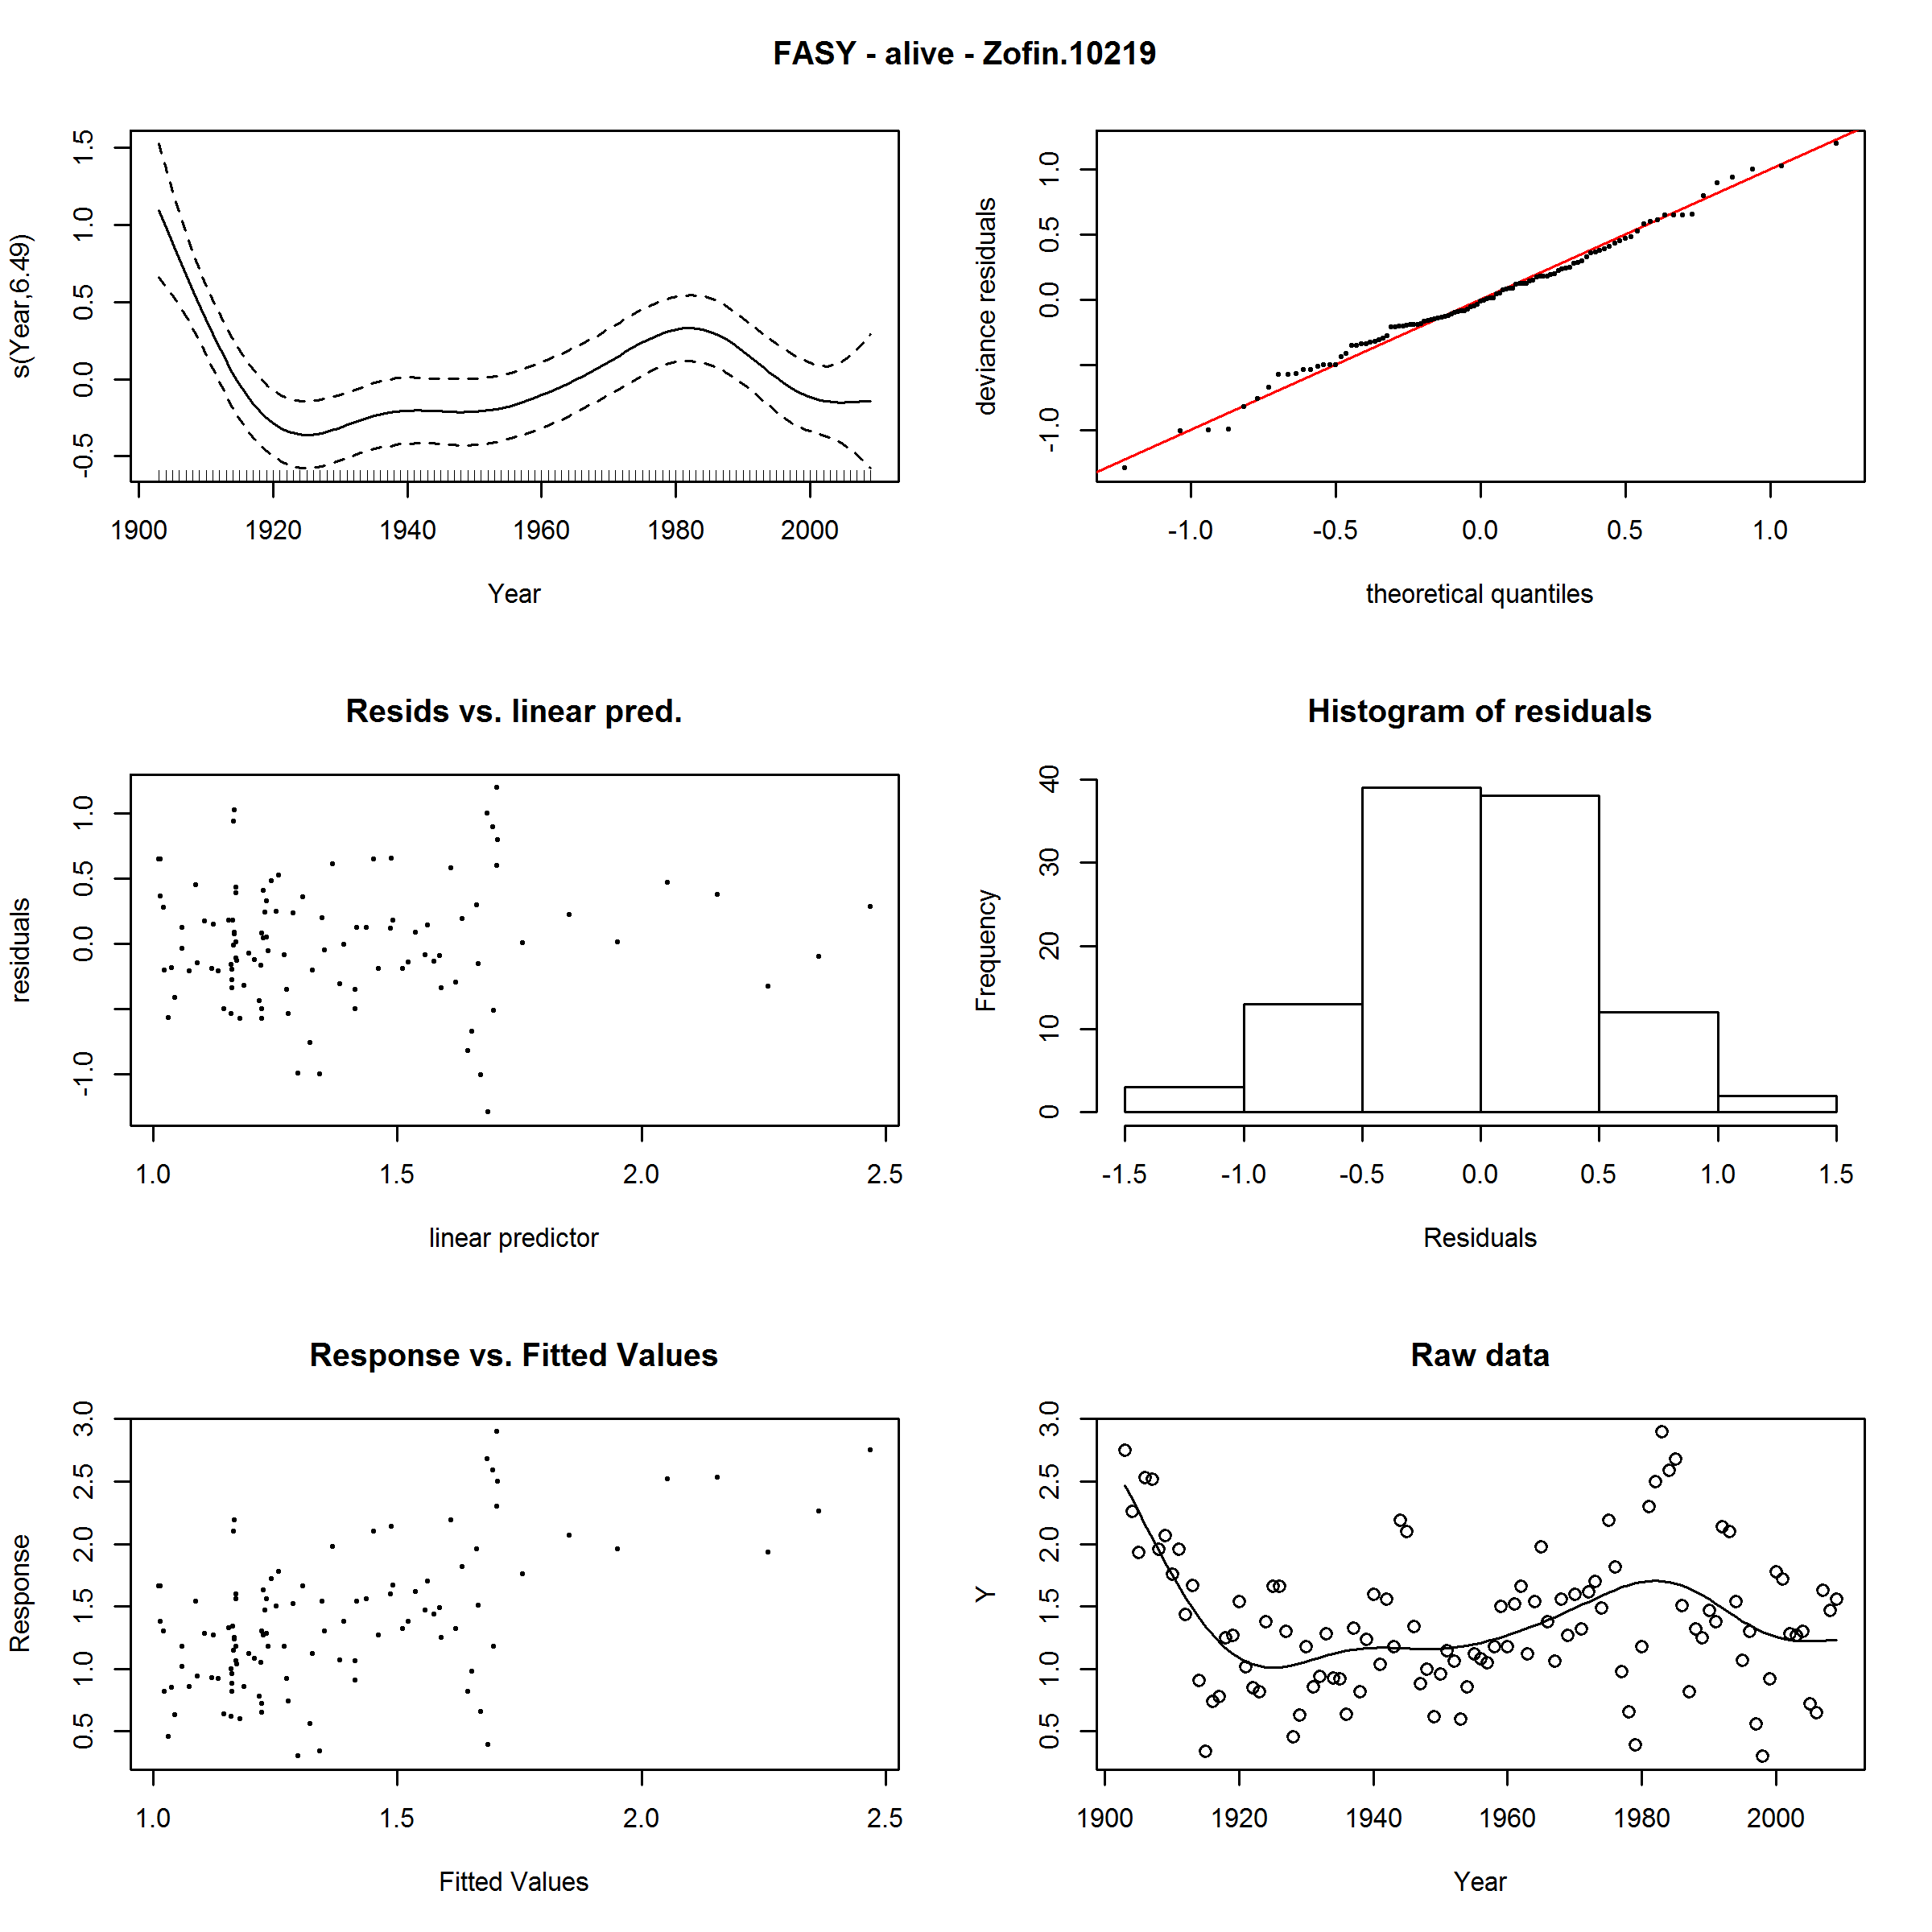 FASY - alive - Zofin.10219
s(Year,6.49)
1.5
1.0
0.5
0.0
-0.5
1900 1920 1940 1960 1980 2000
Year
deviance residuals
1.0
0.5
0.0
-1.0
-1.0 -0.5 0.0 0.5 1.0
theoretical quantiles
Resids vs. linear pred.
residuals
1.0
0.5
0.0
-1.0
1.0 1.5 2.0 2.5
linear predictor
Histogram of residuals
Frequency
40
30
20
10
0
-1.5 -1.0 -0.5 0.0 0.5 1.0 1.5
Residuals
Response vs. Fitted Values
Response
3.0
2.5
2.0
1.5
1.0
0.5
1.0 1.5 2.0 2.5
Fitted Values
Raw data
Y
3.0
2.5
2.0
1.5
1.0
0.5
1900 1920 1940 1960 1980 2000
Year